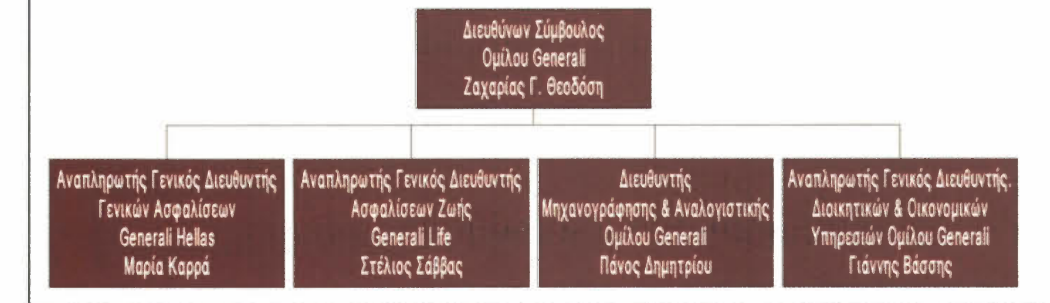 Διευθύνων Σύμβουλος
Ομίλου Generali
Ζαχαρίας Γ. Θεοδόση
Αναπληρωτής Γενικός Διευθυντής
Γενικών Ασφαλίσεων
Generali Hellas
Μαρία Καρρά
Αναπληρωτής Γενικός Διευθυντής
Ασφαλίσεων Ζωής
Generali Life
Στέλιος Σάββας
Διευθυντής
Μηχανογράφησης & Αναλογιστικής
Ομίλου Generali
Πάνος Δημητρίου
Αναπληρωτής Γενικός Διευθυντής.
Διοικητικών & Οικονομικών
Υπηρεσιών Ομίλου Generali
Γιάννης Βάσσης